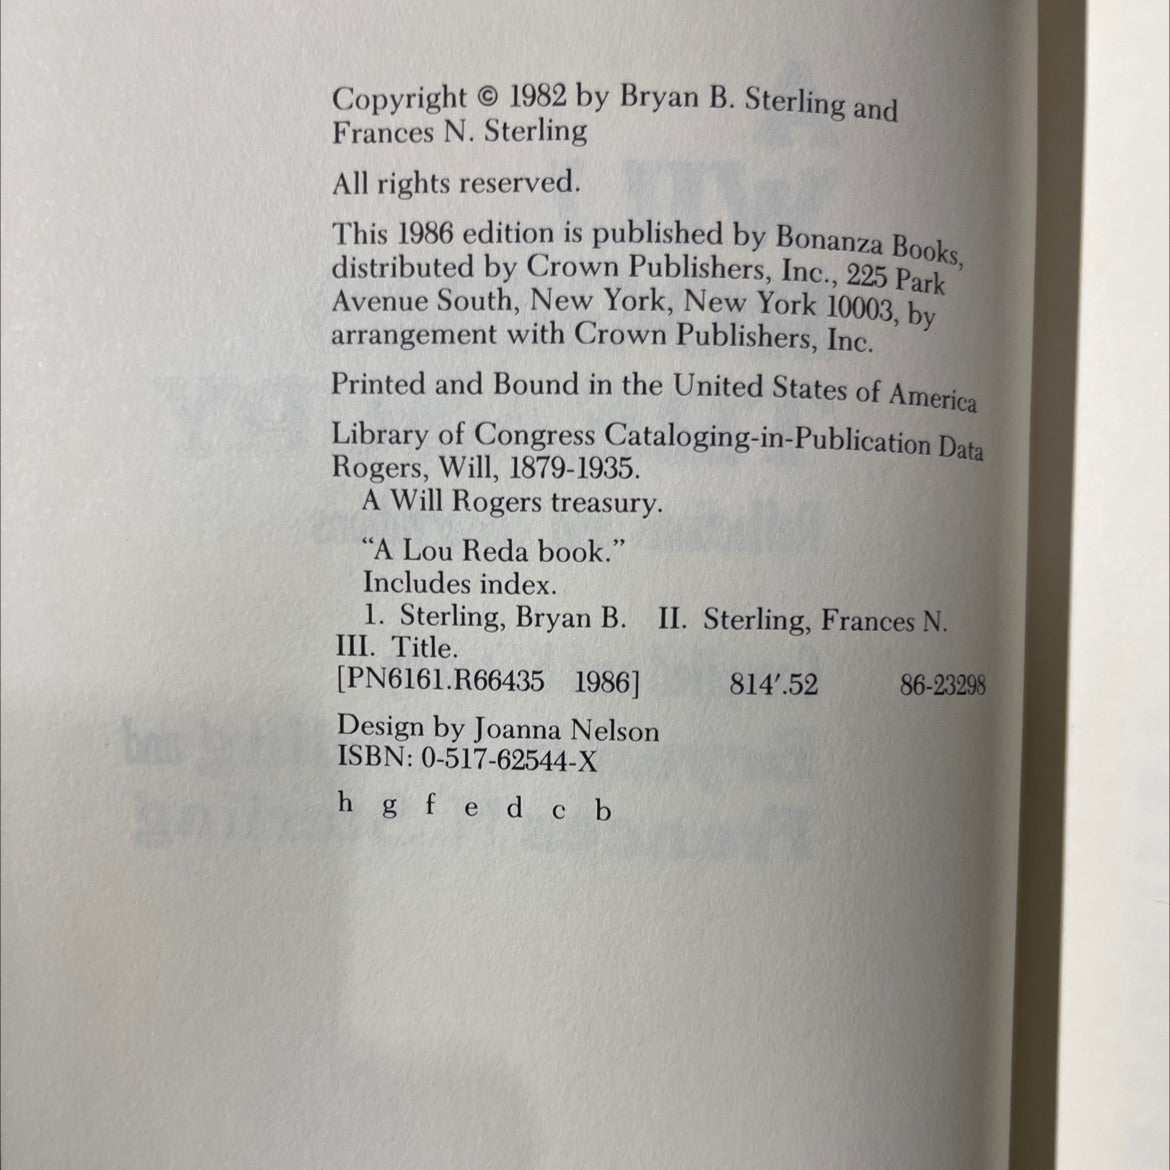 Copyright © 1982 by Bryan B. Sterling and
Frances N. Sterling
All rights reserved.
This 1986 edition is published by Bonanza Books,
distributed by Crown Publishers, Inc., 225 Park
Avenue South, New York, New York 10003, by
arrangement with Crown Publishers, Inc.
Printed and Bound in the United States of America
Library of Congress Cataloging-in-Publication Data
Rogers, Will, 1879-1935.
A Will Rogers treasury.
“A Lou Reda book.”
Includes index.
1. Sterling, Bryan B. II. Sterling, Frances N.
III. Title.
[PN6161.R66435 1986] 814′.52 86-23298
Design by Joanna Nelson
ISBN: 0-517-62544-X
h g f e d c b